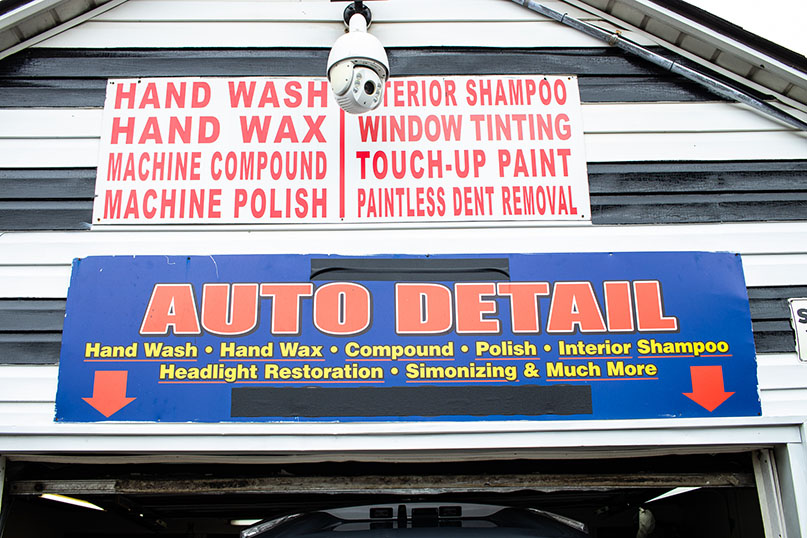 HAND WASH
HAND WAX
MACHINE COMPOUND
MACHINE POLISH
TERIOR SHAMPOO
WINDOW TINTING
TOUCH-UP PAINT
PAINTLESS DENT REMOVAL
AUTO DETAIL
Hand Wash • Hand Wax • Compound • Polish • Interior Shampoo
Headlight Restoration • Simonizing & Much More
S